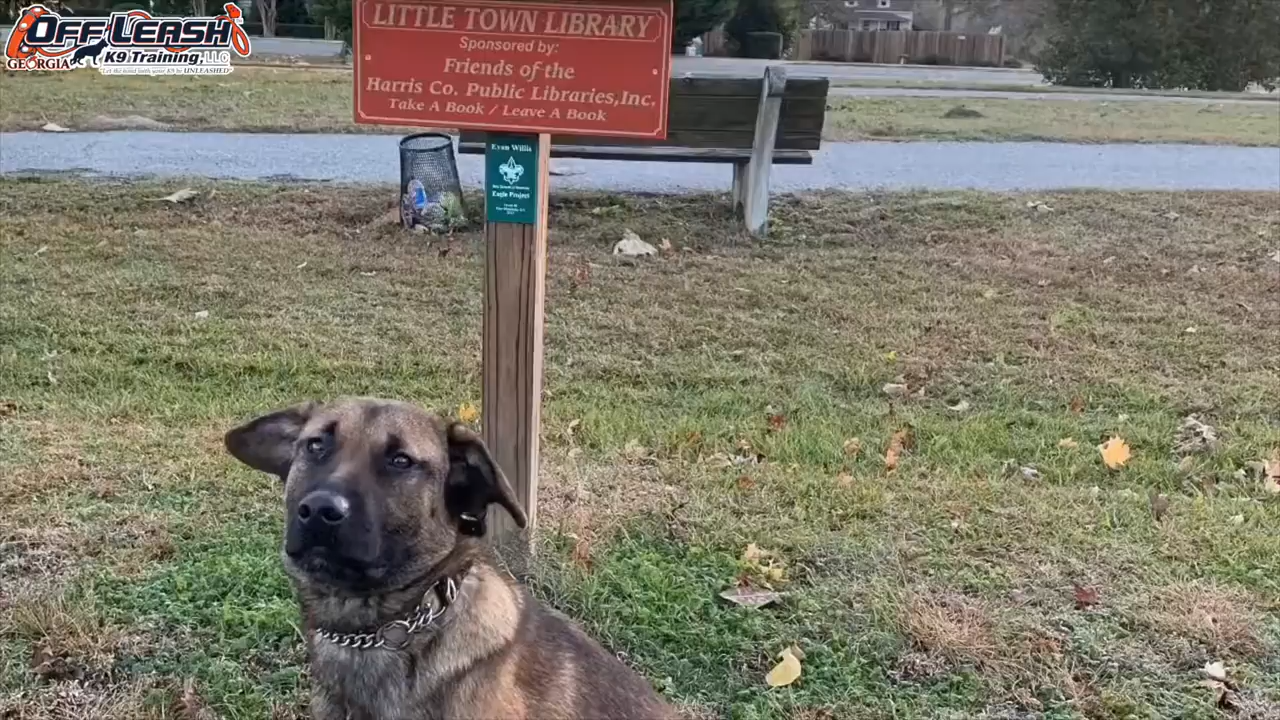 OFF LEASH
GEORGIA
K9 Training, LLC
LITTLE TOWN LIBRARY
Sponsored by:
Friends of the
Harris Co. Public Libraries, Inc.
Take A Book / Leave A Book
Evan Willis
Eagle Project